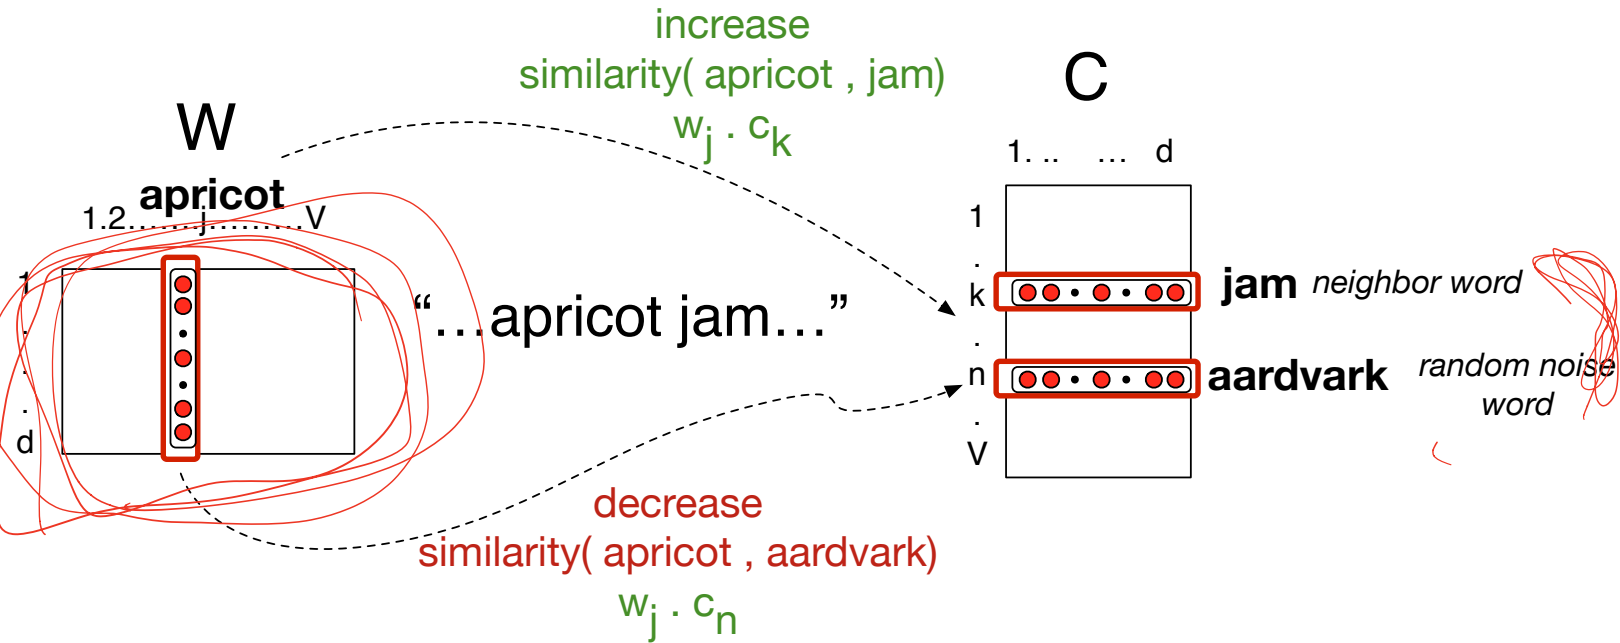 increase
similarity( apricot , jam)
wj . ck
W
C
apricot
1.2.......j.........V
1. .. ... d
1
.
.
.
d
“...apricot jam...”
1
.
k
.
n
.
V
jam neighbor word
aardvark random noise
word
decrease
similarity( apricot , aardvark)
wj . cn